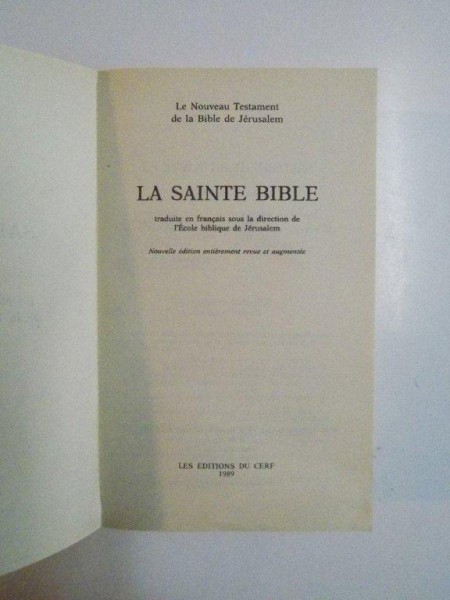 Le Nouveau Testament
de la Bible de Jérusalem
LA SAINTE BIBLE
traduite en français sous la direction de
l'École biblique de Jérusalem
Nouvelle édition entièrement revue et augmentée
LES ÉDITIONS DU CERF
1989